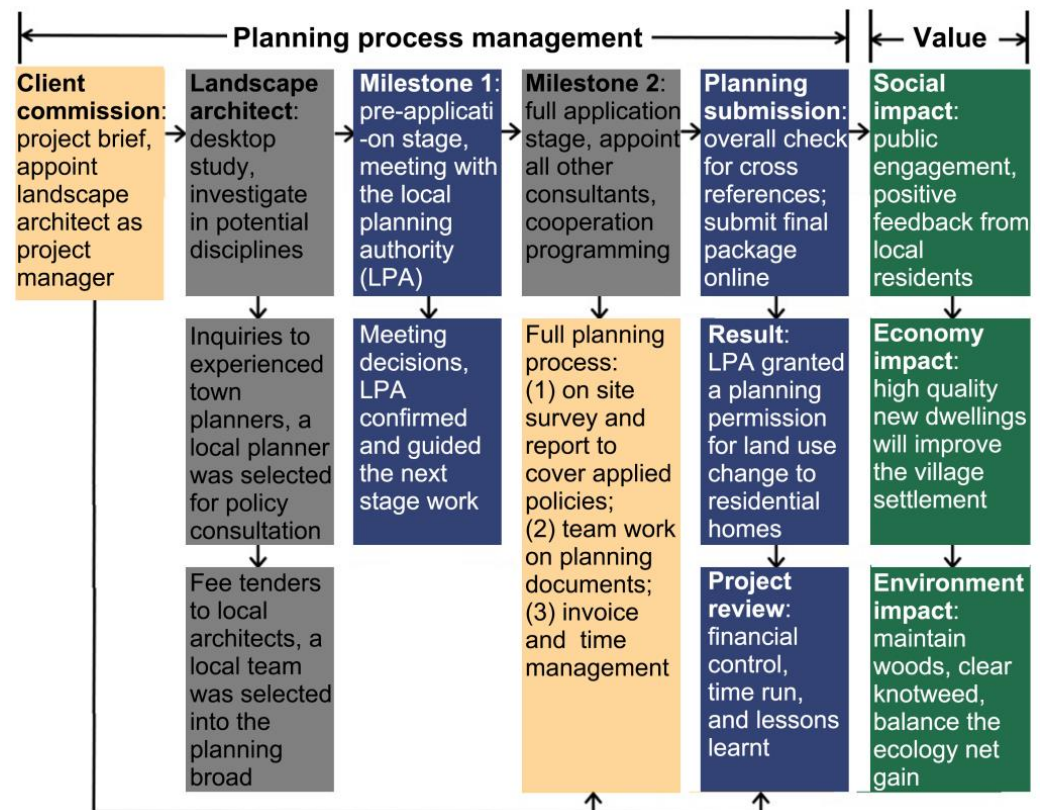 Planning process management
Value
Client
commission:
project brief,
appoint
landscape
architect as
project
manager
Landscape
architect:
desktop
study,
investigate
in potential
disciplines
Milestone 1:
pre-applicati
-on stage,
meeting with
the local
planning
authority
(LPA)
Milestone 2:
full application
stage, appoint
all other
consultants,
cooperation
programming
Planning
submission:
overall check
for cross
references;
submit final
package
online
Social
impact:
public
engagement,
positive
feedback from
local
residents
Inquiries to
experienced
town
planners, a
local planner
was selected
for policy
consultation
Meeting
decisions,
LPA
confirmed
and guided
the next
stage work
Full planning
process:
(1) on site
survey and
report to
cover applied
policies;
(2) team work
on planning
documents;
(3) invoice
and time
management
Result:
LPA granted
a planning
permission
for land use
change to
residential
homes
Economy
impact:
high quality
new dwellings
will improve
the village
settlement
Fee tenders
to local
architects, a
local team
was selected
into the
planning
broad
Project
review:
financial
control,
time run,
and lessons
learnt
Environment
impact:
maintain
woods, clear
knotweed,
balance the
ecology net
gain